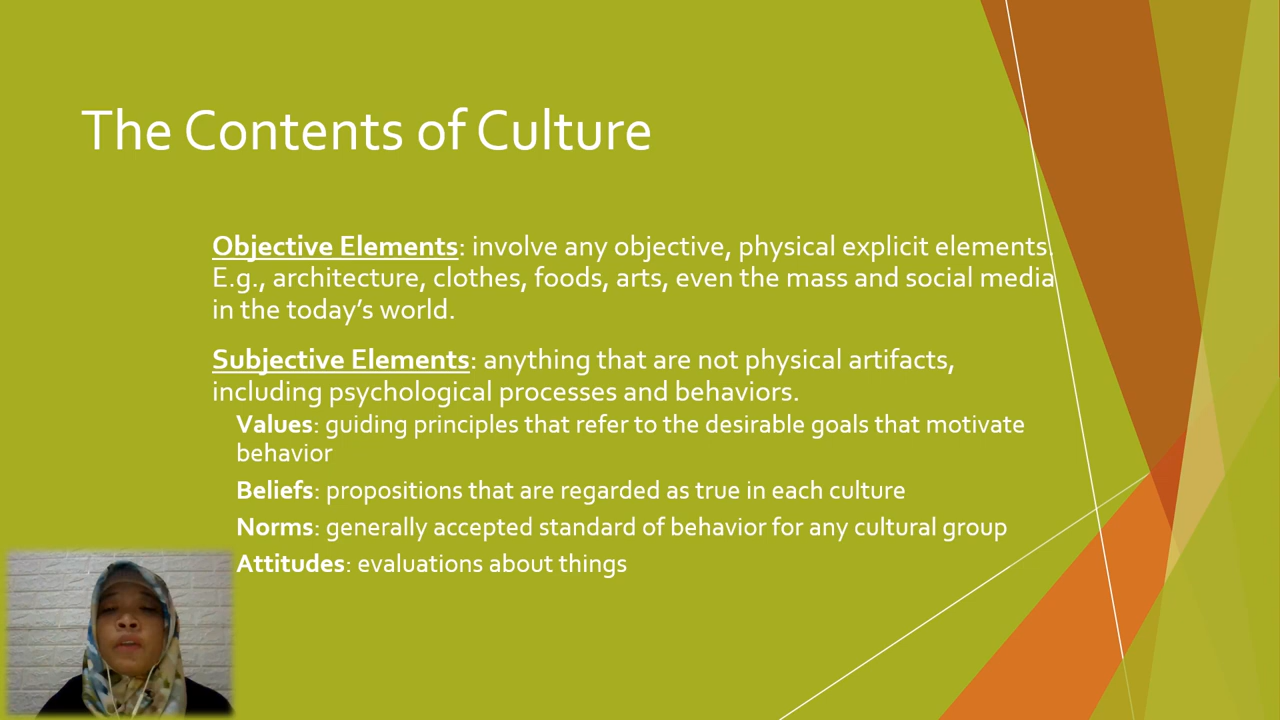 The Contents of Culture
Objective Elements: involve any objective, physical explicit elements.
E.g., architecture, clothes, foods, arts, even the mass and social media
in the today’s world.
Subjective Elements: anything that are not physical artifacts,
including psychological processes and behaviors.
Values: guiding principles that refer to the desirable goals that motivate
behavior
Beliefs: propositions that are regarded as true in each culture
Norms: generally accepted standard of behavior for any cultural group
Attitudes: evaluations about things